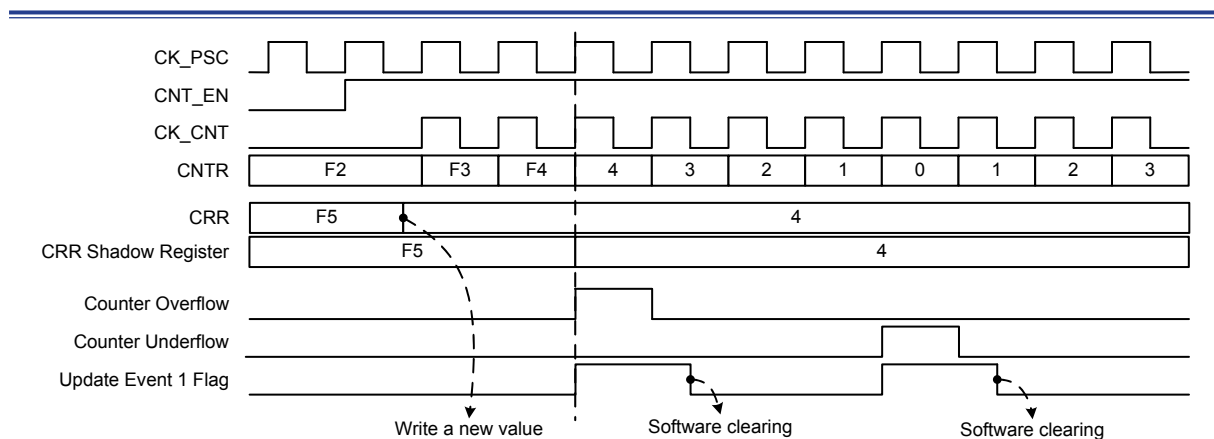 CK_PSC
CNT_EN
CK_CNT
CNTR F2 F3 F4 4 3 2 1 0 1 2 3
CRR F5 4
CRR Shadow Register F5 4
Counter Overflow
Counter Underflow
Update Event 1 Flag
Write a new value Software clearing Software clearing